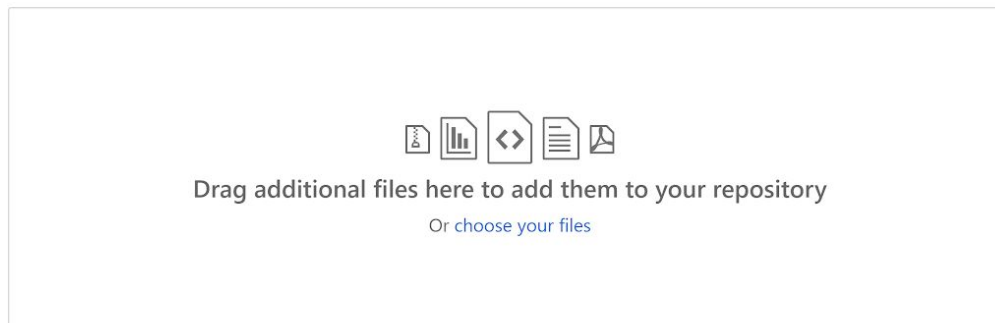 Drag additional files here to add them to your repository
Or choose your files